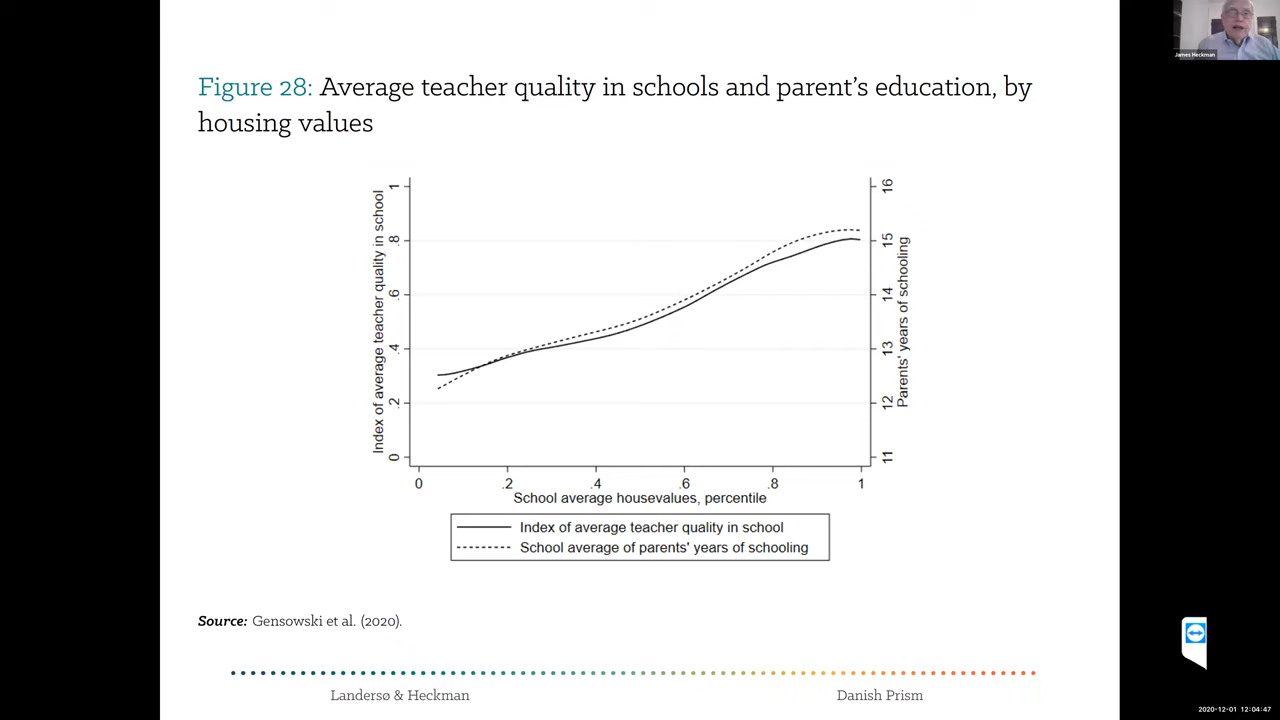 James Heckman
Figure 28: Average teacher quality in schools and parent's education, by
housing values
Index of average teacher quality in school
0 .2 .4 .6 .8 1
Parents' years of schooling
11 12 13 14 15 16
0 .2 .4 .6 .8 1
School average housevalues, percentile
Index of average teacher quality in school
School average of parents' years of schooling
Source: Gensowski et al. (2020).
Landersø & Heckman
Danish Prism
2020-12-01 12:04:47